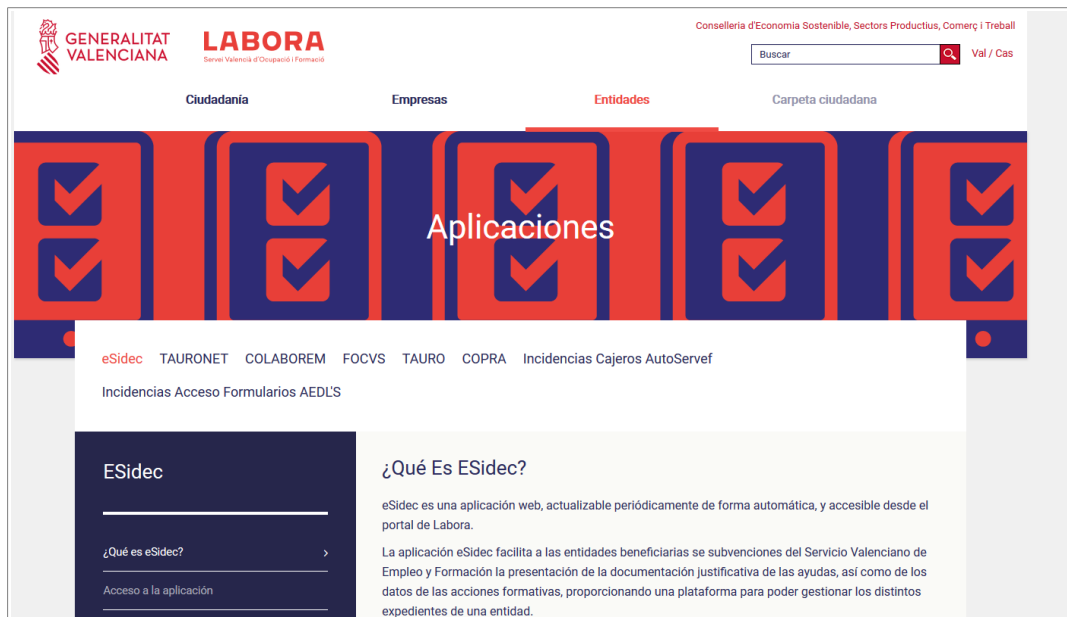 Conselleria d'Economia Sostenible, Sectors Productius, Comerç i Treball
GENERALITAT
VALENCIANA
LABORA
Servei Valencià d'Ocupació i Formació
Buscar
Val / Cas
Ciudadanía Empresas Entidades Carpeta ciudadana
Aplicaciones
eSidec TAURONET COLABOREM FOCVS TAURO COPRA Incidencias Cajeros AutoServef
Incidencias Acceso Formularios AEDL'S
ESidec
¿Qué es eSidec?
Acceso a la aplicación
¿Qué Es ESidec?
eSidec es una aplicación web, actualizable periódicamente de forma automática, y accesible desde el
portal de Labora.
La aplicación eSidec facilita a las entidades beneficiarias se subvenciones del Servicio Valenciano de
Empleo y Formación la presentación de la documentación justificativa de las ayudas, así como de los
datos de las acciones formativas, proporcionando una plataforma para poder gestionar los distintos
expedientes de una entidad.